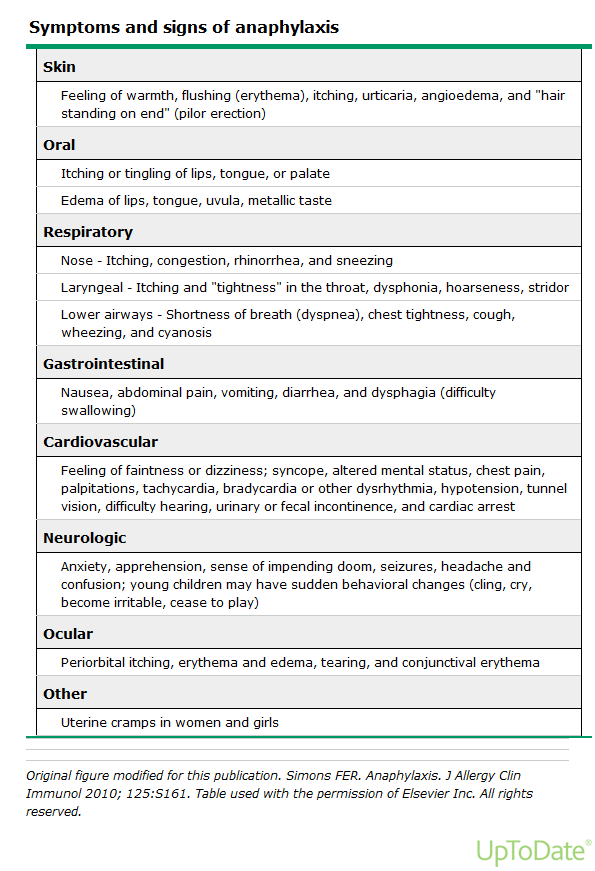 Symptoms and signs of anaphylaxis
Skin
Feeling of warmth, flushing (erythema), itching, urticaria, angioedema, and "hair
standing on end" (pilor erection)
Oral
Itching or tingling of lips, tongue, or palate
Edema of lips, tongue, uvula, metallic taste
Respiratory
Nose - Itching, congestion, rhinorrhea, and sneezing
Laryngeal - Itching and "tightness" in the throat, dysphonia, hoarseness, stridor
Lower airways - Shortness of breath (dyspnea), chest tightness, cough,
wheezing, and cyanosis
Gastrointestinal
Nausea, abdominal pain, vomiting, diarrhea, and dysphagia (difficulty
swallowing)
Cardiovascular
Feeling of faintness or dizziness; syncope, altered mental status, chest pain,
palpitations, tachycardia, bradycardia or other dysrhythmia, hypotension, tunnel
vision, difficulty hearing, urinary or fecal incontinence, and cardiac arrest
Neurologic
Anxiety, apprehension, sense of impending doom, seizures, headache and
confusion; young children may have sudden behavioral changes (cling, cry,
become irritable, cease to play)
Ocular
Periorbital itching, erythema and edema, tearing, and conjunctival erythema
Other
Uterine cramps in women and girls
Original figure modified for this publication. Simons FER. Anaphylaxis. J Allergy Clin
Immunol 2010; 125:S161. Table used with the permission of Elsevier Inc. All rights
reserved.
UpToDate®